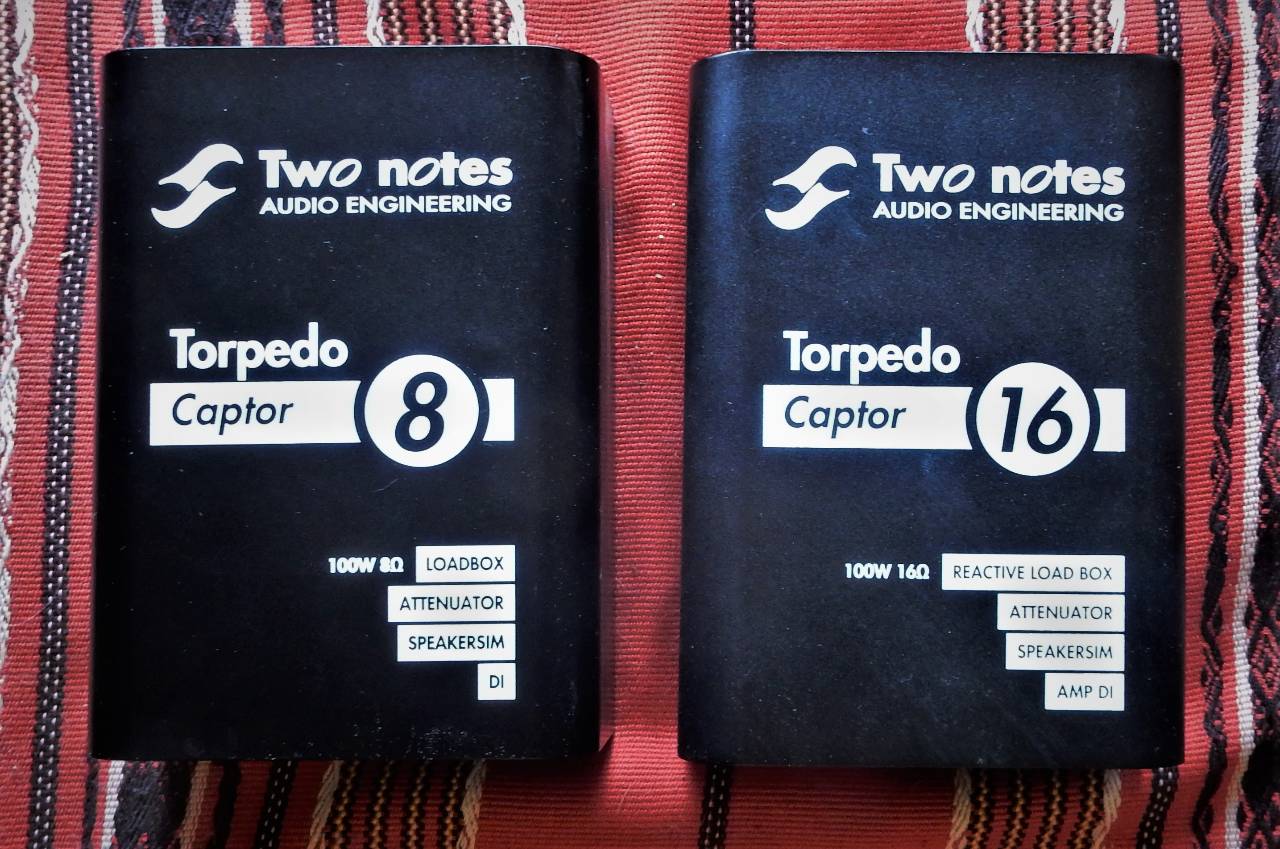 Two notes
AUDIO ENGINEERING
Torpedo
Captor 8
100W 8Ω LOADBOX
ATTENUATOR
SPEAKERSIM
DI
Two notes
AUDIO ENGINEERING
Torpedo
Captor 16
100W 16Ω REACTIVE LOAD BOX
ATTENUATOR
SPEAKERSIM
AMP DI